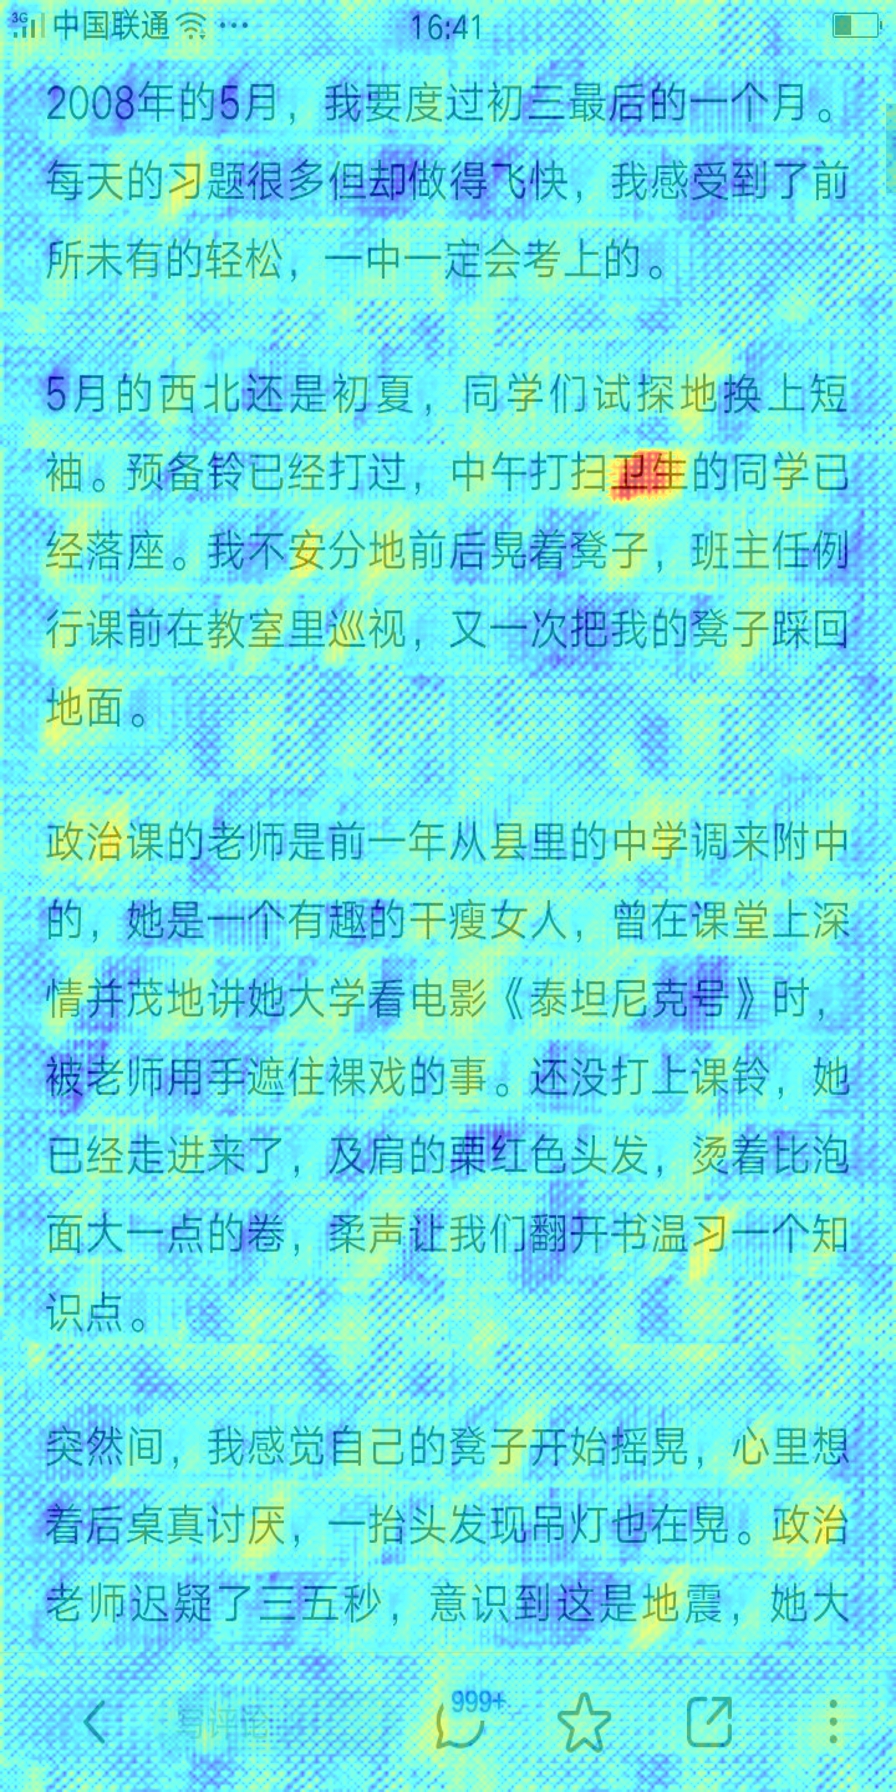 3G 中国联通 ... 16:41
2008年的5月，我要度过初三最后的一个月。
每天的习题很多但却做得飞快，我感受到了前
所未有的轻松，一中一定会考上的。
5月的西北还是初夏，同学们试探地换上短
袖。预备铃已经打过，中午打扫卫生的同学已
经落座。我不安分地前后晃着凳子，班主任例
行课前在教室里巡视，又一次把我的凳子踩回
地面。
政治课的老师是前一年从县里的中学调来附中
的，她是一个有趣的干瘦女人，曾在课堂上深
情并茂地讲她大学看电影《泰坦尼克号》时，
被老师用手遮住裸戏的事。还没打上课铃，她
已经走进来了，及肩的栗红色头发，烫着比泡
面大一点的卷，柔声让我们翻开书温习一个知
识点。
突然间，我感觉自己的凳子开始摇晃，心里想
着后桌真讨厌，一抬头发现吊灯也在晃。政治
老师迟疑了三五秒，意识到这是地震，她大
写评论 999+